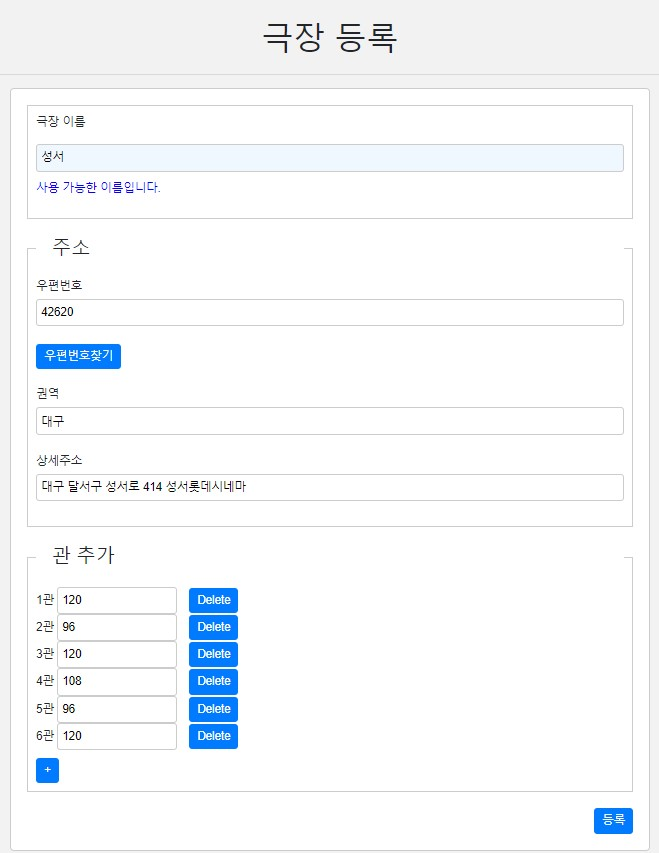 극장 등록
극장 이름
성서
사용 가능한 이름입니다.
주소
우편번호
42620
우편번호찾기
권역
대구
상세주소
대구 달서구 성서로 414 성서롯데시네마
관 추가
1관 120 Delete
2관 96 Delete
3관 120 Delete
4관 108 Delete
5관 96 Delete
6관 120 Delete
+
등록